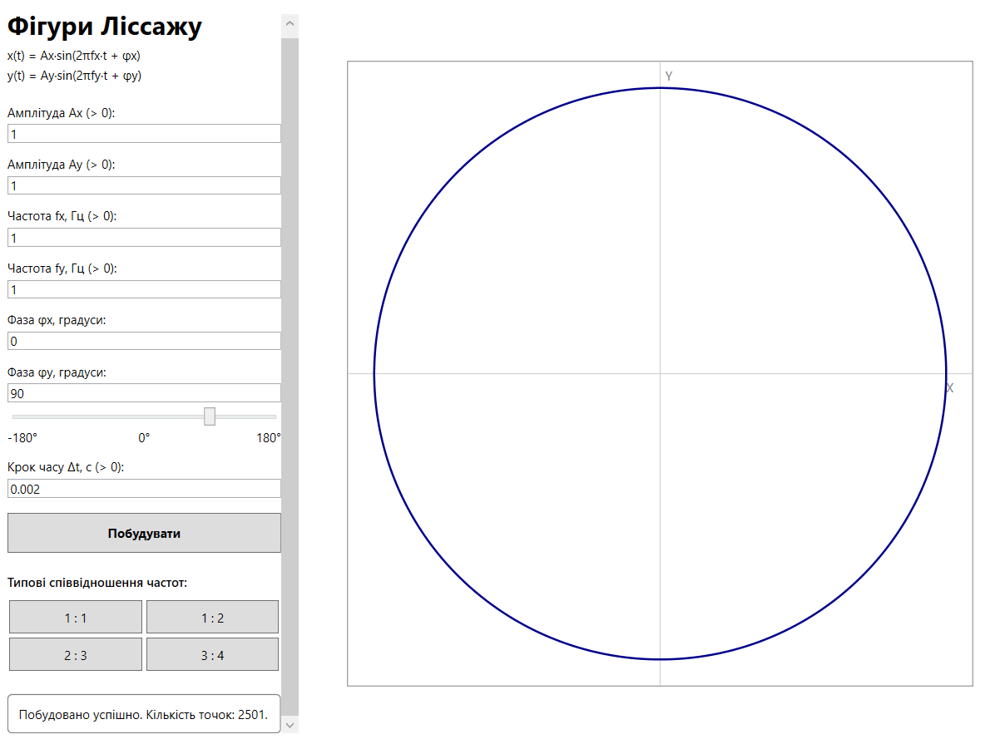 Фігури Ліссажу
x(t) = Ax·sin(2πfx·t + φx)
y(t) = Ay·sin(2πfy·t + φy)
Амплітуда Ax (> 0):
1
Амплітуда Ay (> 0):
1
Частота fx, Гц (> 0):
1
Частота fy, Гц (> 0):
1
Фаза φx, градуси:
0
Фаза φy, градуси:
90
-180° 0° 180°
Крок часу Δt, с (> 0):
0.002
Побудувати
Типові співвідношення частот:
1 : 1 1 : 2
2 : 3 3 : 4
Побудовано успішно. Кількість точок: 2501.
Y
X